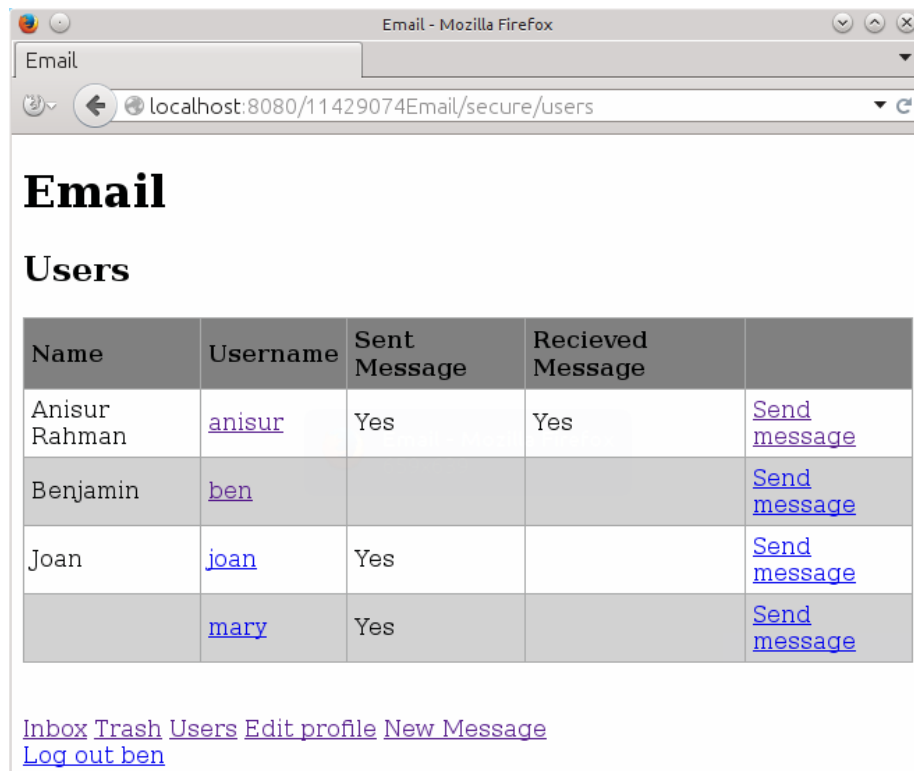 Email - Mozilla Firefox
Email
localhost:8080/11429074Email/secure/users
Email
Users
Name Username Sent Message Recieved Message
Anisur Rahman anisur Yes Yes Send message
Benjamin ben Send message
Joan joan Yes Send message
mary Yes Send message
Inbox Trash Users Edit profile New Message
Log out ben